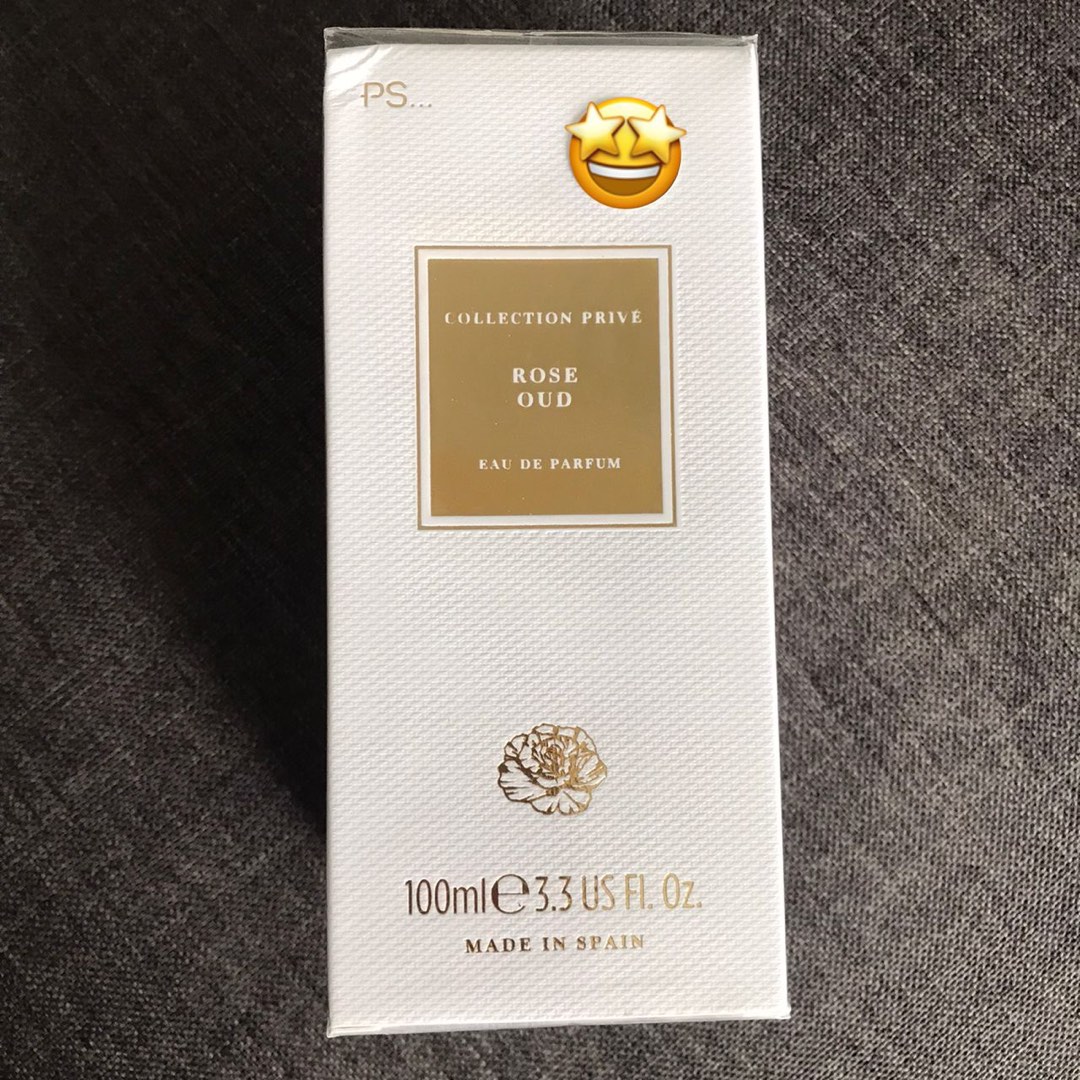 PS...
COLLECTION PRIVÉ
ROSE
OUD
EAU DE PARFUM
100ml℮3.3 US Fl. Oz.
MADE IN SPAIN